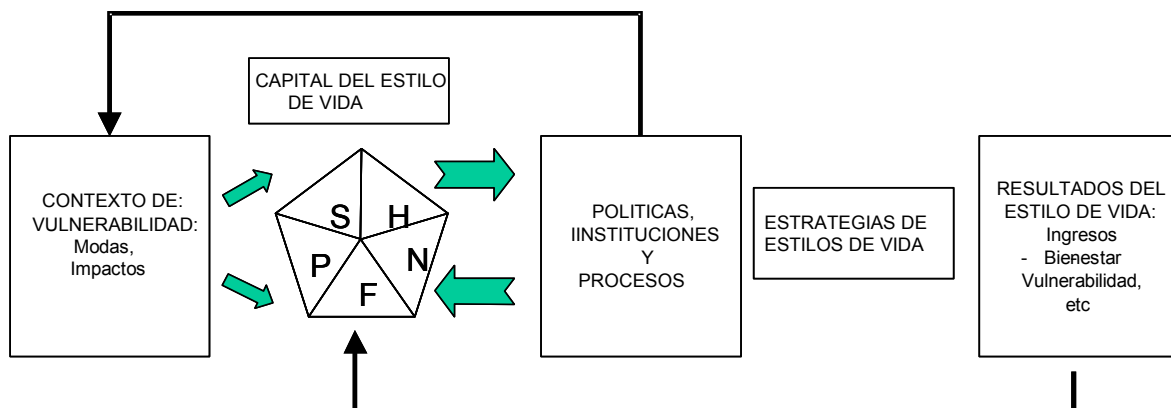 CAPITAL DEL ESTILO
DE VIDA
CONTEXTO DE:
VULNERABILIDAD:
Modas,
Impactos
S
H
P
N
F
POLITICAS,
IINSTITUCIONES
Y
PROCESOS
ESTRATEGIAS DE
ESTILOS DE VIDA
RESULTADOS DEL
ESTILO DE VIDA:
Ingresos
- Bienestar
Vulnerabilidad,
etc